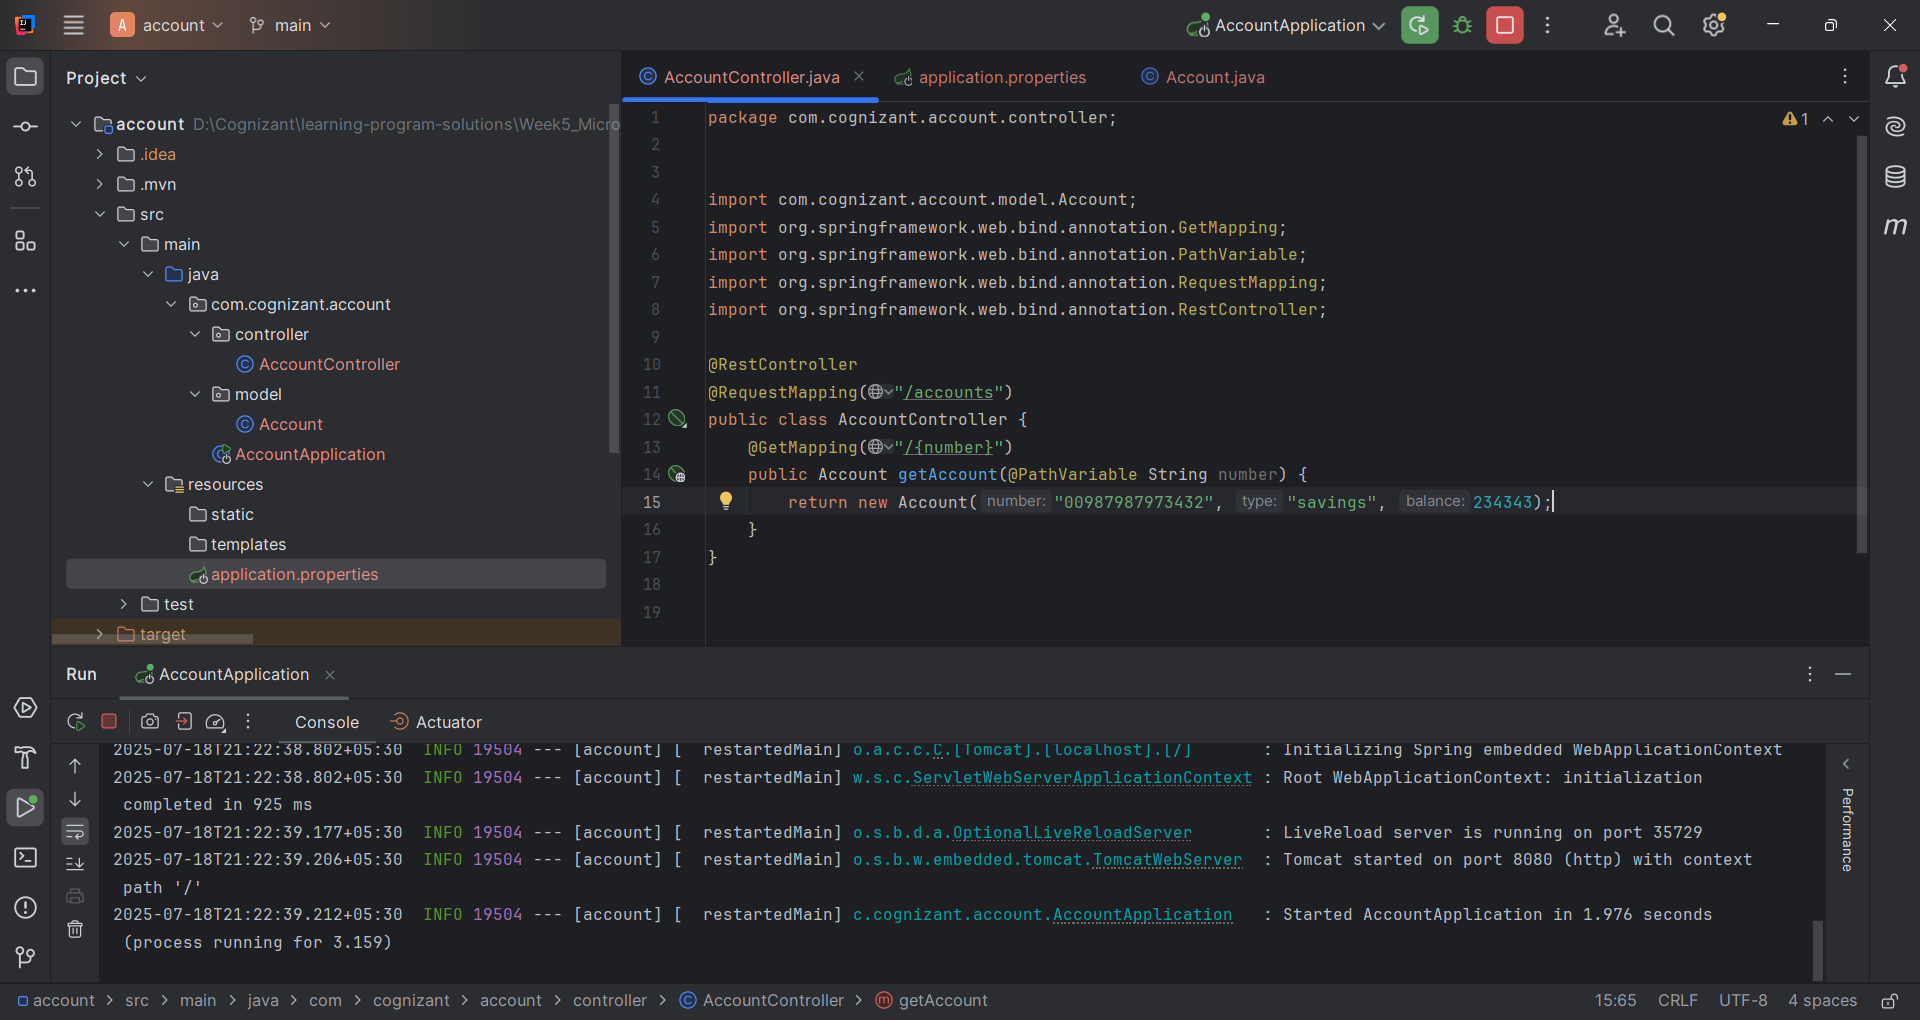 A account main AccountApplication
Project
account D:\Cognizant\learning-program-solutions\Week5_Micro
.idea
.mvn
src
main
java
com.cognizant.account
controller
AccountController
model
Account
AccountApplication
resources
static
templates
application.properties
test
target
AccountController.java application.properties Account.java
1 package com.cognizant.account.controller;
2
3
4 import com.cognizant.account.model.Account;
5 import org.springframework.web.bind.annotation.GetMapping;
6 import org.springframework.web.bind.annotation.PathVariable;
7 import org.springframework.web.bind.annotation.RequestMapping;
8 import org.springframework.web.bind.annotation.RestController;
9
10 @RestController
11 @RequestMapping("/accounts")
12 public class AccountController {
13 @GetMapping("/{number}")
14 public Account getAccount(@PathVariable String number) {
15 return new Account( number: "00987987973432", type: "savings", balance: 234343);
16 }
17 }
18
19
1
m
Run AccountApplication
Console Actuator
2025-07-18T21:22:38.802+05:30 INFO 19504 --- [account] [ restartedMain] o.a.c.c.C.[Tomcat].[localhost].[/] : Initializing Spring embedded WebApplicationContext
2025-07-18T21:22:38.802+05:30 INFO 19504 --- [account] [ restartedMain] w.s.c.ServletWebServerApplicationContext : Root WebApplicationContext: initialization
completed in 925 ms
2025-07-18T21:22:39.177+05:30 INFO 19504 --- [account] [ restartedMain] o.s.b.d.a.OptionalLiveReloadServer : LiveReload server is running on port 35729
2025-07-18T21:22:39.206+05:30 INFO 19504 --- [account] [ restartedMain] o.s.b.w.embedded.tomcat.TomcatWebServer : Tomcat started on port 8080 (http) with context
path '/'
2025-07-18T21:22:39.212+05:30 INFO 19504 --- [account] [ restartedMain] c.cognizant.account.AccountApplication : Started AccountApplication in 1.976 seconds
(process running for 3.159)
Performance
account > src > main > java > com > cognizant > account > controller > AccountController > getAccount
15:65 CRLF UTF-8 4 spaces